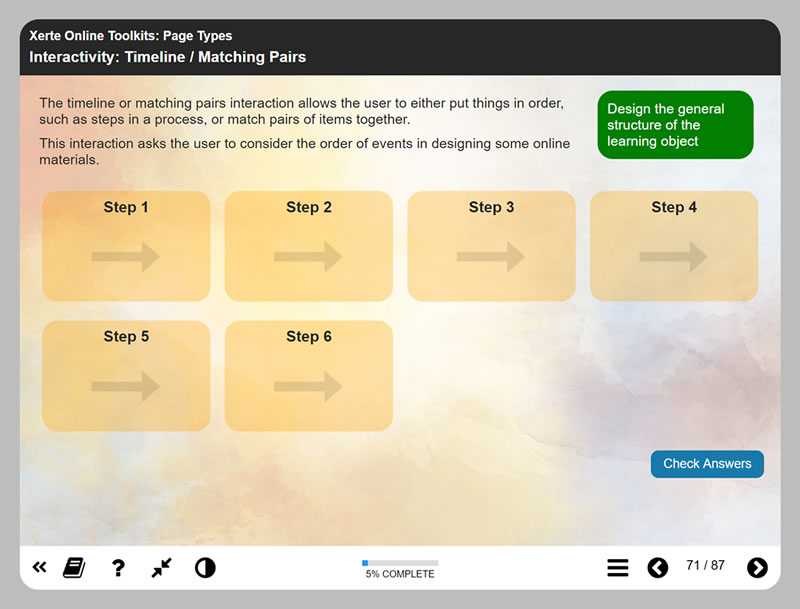 Xerte Online Toolkits: Page Types
Interactivity: Timeline / Matching Pairs
The timeline or matching pairs interaction allows the user to either put things in order,
such as steps in a process, or match pairs of items together.
This interaction asks the user to consider the order of events in designing some online
materials.
Design the general
structure of the
learning object
Step 1
Step 2
Step 3
Step 4
Step 5
Step 6
Check Answers
?
5% COMPLETE
71 / 87